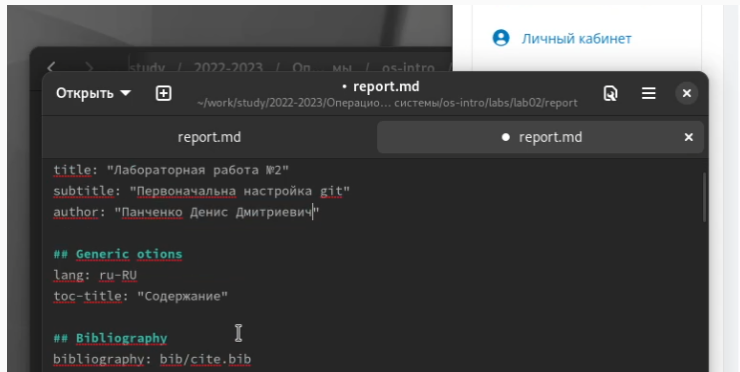 Личный кабинет
study / 2022-2023 / Оп мы / os-intro
Открыть
• report.md
~/work/study/2022-2023/Операцио… системы/os-intro/labs/lab02/report
report.md
● report.md
title: "Лабораторная работа №2"
subtitle: "Первоначальна настройка git"
author: "Панченко Денис Дмитриевич"
## Generic otions
lang: ru-RU
toc-title: "Содержание"
## Bibliography
bibliography: bib/cite.bib